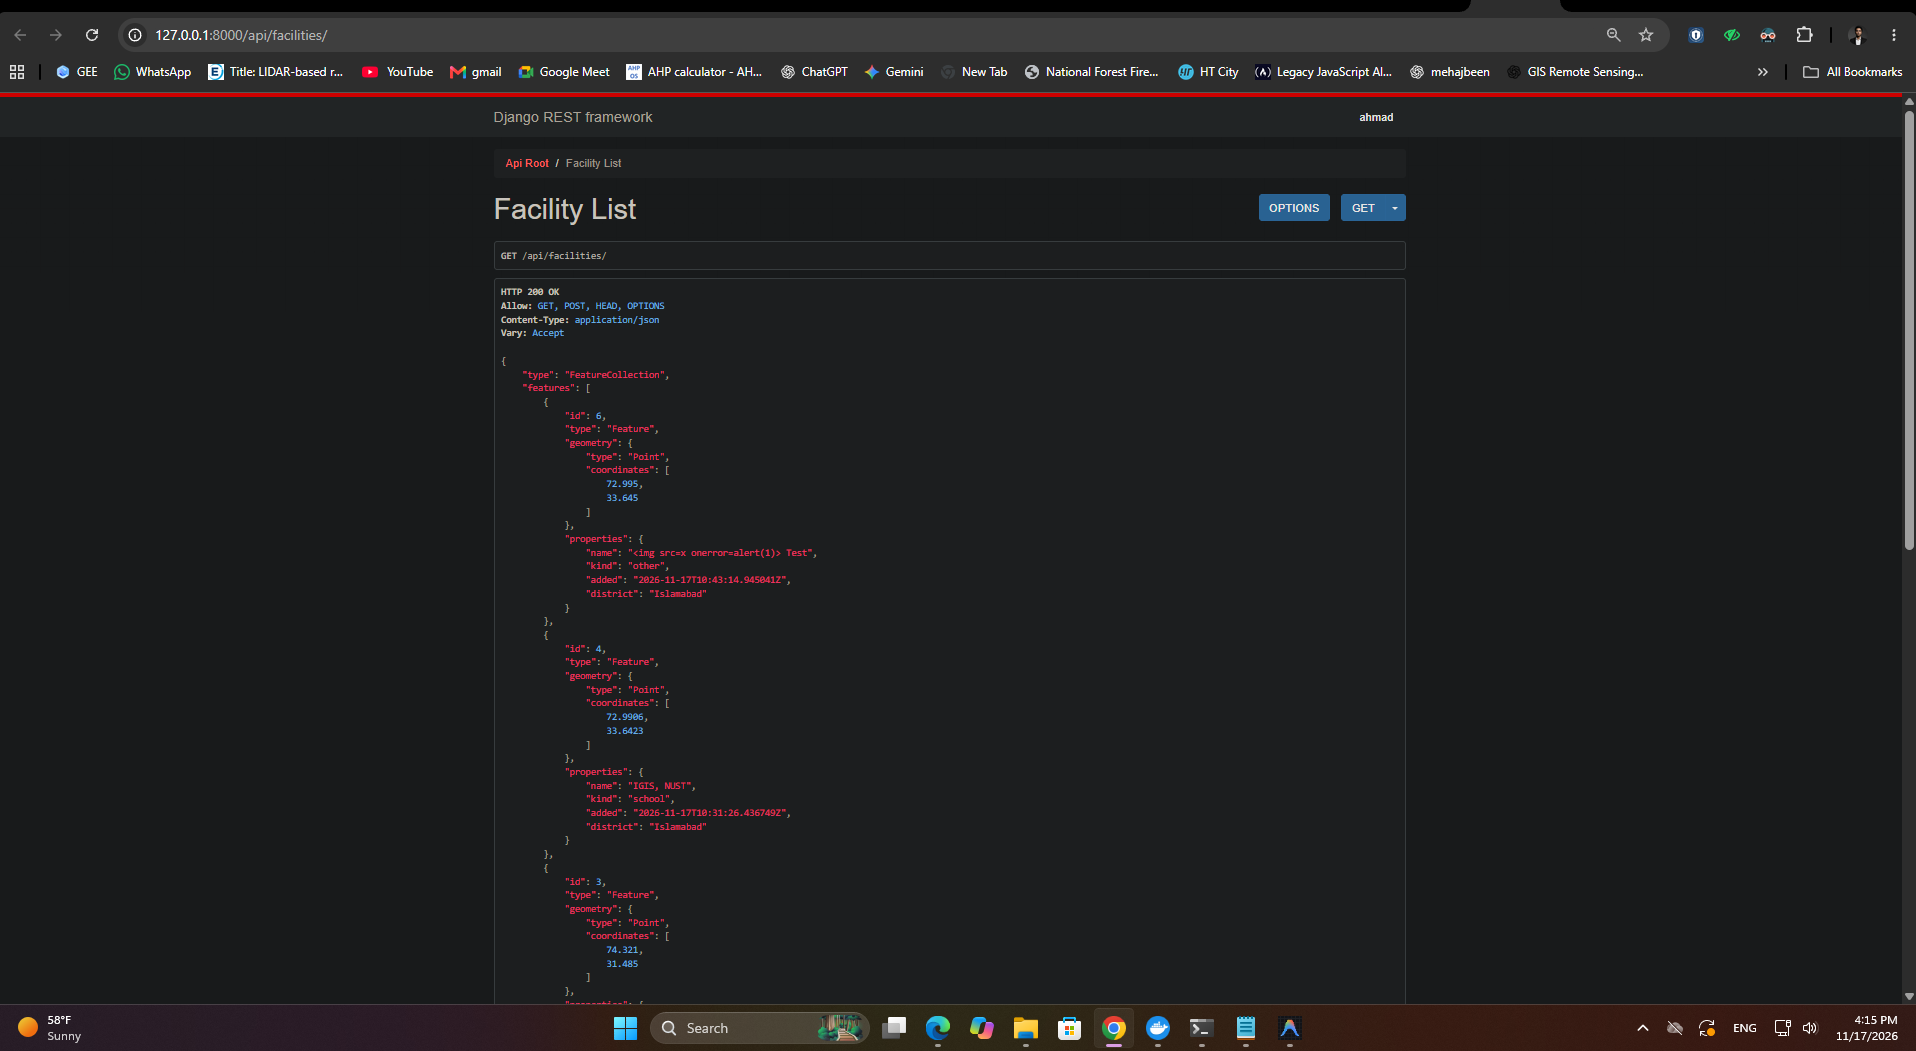 127.0.0.1:8000/api/facilities/
GEE WhatsApp Title: LIDAR-based r... YouTube gmail Google Meet AHP calculator - AH... ChatGPT Gemini New Tab National Forest Fire... HT City Legacy JavaScript Al... mehajbeen GIS Remote Sensing... » All Bookmarks
Django REST framework ahmad
Api Root / Facility List
Facility List OPTIONS GET
GET /api/facilities/
HTTP 200 OK
Allow: GET, POST, HEAD, OPTIONS
Content-Type: application/json
Vary: Accept
{
"type": "FeatureCollection",
"features": [
{
"id": 6,
"type": "Feature",
"geometry": {
"type": "Point",
"coordinates": [
72.995,
33.645
]
},
"properties": {
"name": "<img src=x onerror=alert(1)> Test",
"kind": "other",
"added": "2026-11-17T10:43:14.945041Z",
"district": "Islamabad"
}
},
{
"id": 4,
"type": "Feature",
"geometry": {
"type": "Point",
"coordinates": [
72.9906,
33.6423
]
},
"properties": {
"name": "IGIS, NUST",
"kind": "school",
"added": "2026-11-17T10:31:26.436749Z",
"district": "Islamabad"
}
},
{
"id": 3,
"type": "Feature",
"geometry": {
"type": "Point",
"coordinates": [
74.321,
31.485
]
},
58°F
Sunny
Search
ENG
4:15 PM
11/17/2026